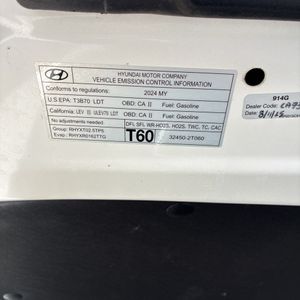 HYUNDAI MOTOR COMPANY
VEHICLE EMISSION CONTROL INFORMATION
Conforms to regulations: 2024 MY
U.S EPA: T3B70 LDT OBD: CA II Fuel: Gasoline
California: LEV III ULEV70 LDT OBD: CA II Fuel: Gasoline
No adjustments needed
Group: RHYXT02.5TP5
Evap: RHYXR0162TTG
T60
DFI, SFI, WR-HO2S, HO2S, TWC, TC, CAC
32450-2T060
914G
Dealer Code:
Date: